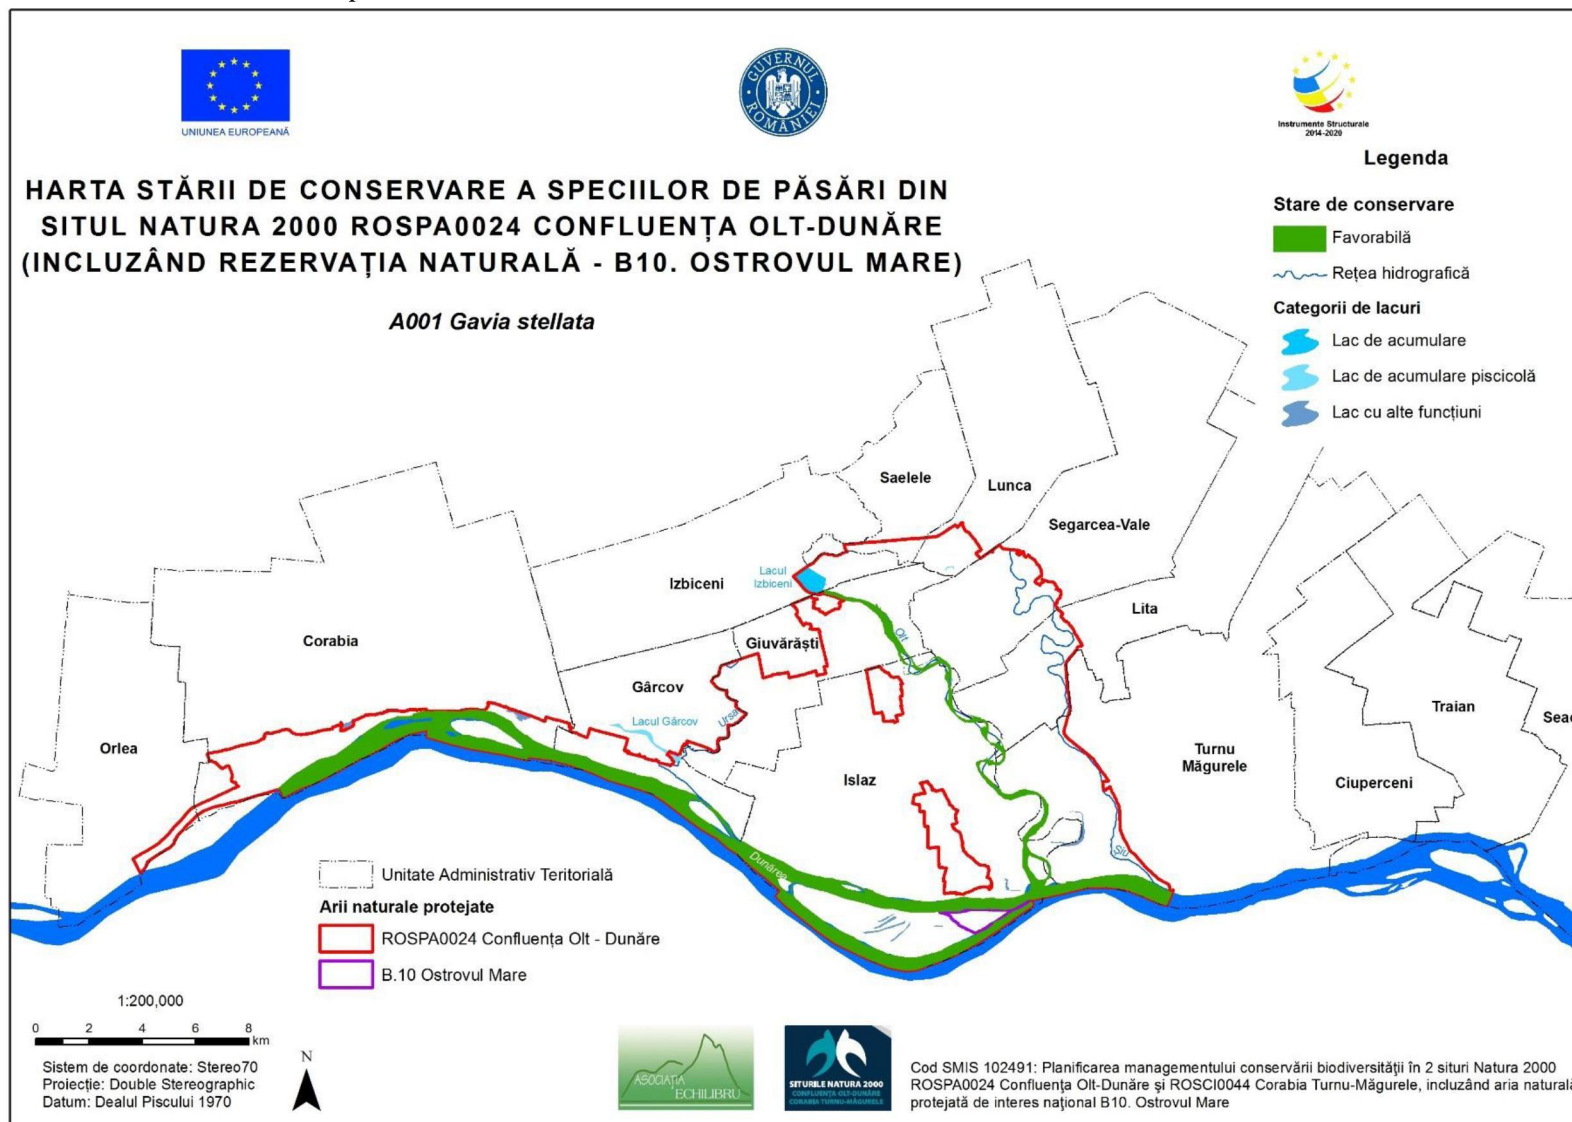 UNIUNEA EUROPEANĂ
GUVERNUL ROMÂNIEI
Instrumente Structurale
2014-2020
HARTA STĂRII DE CONSERVARE A SPECIILOR DE PĂSĂRI DIN
SITUL NATURA 2000 ROSPA0024 CONFLUENȚA OLT-DUNĂRE
(INCLUZÂND REZERVAȚIA NATURALĂ - B10. OSTROVUL MARE)
A001 Gavia stellata
Legenda
Stare de conservare
Favorabilă
Rețea hidrografică
Categorii de lacuri
Lac de acumulare
Lac de acumulare piscicolă
Lac cu alte funcțiuni
Saelele
Lunca
Segarcea-Vale
Izbiceni
Lacul
Izbiceni
Lita
Corabia
Giuvărăști
Olt
Gârcov
Lacul Gârcov
Ursa
Orlea
Islaz
Turnu
Măgurele
Traian
Seac
Ciuperceni
Dunărea
Șiu
Unitate Administrativ Teritorială
Arii naturale protejate
ROSPA0024 Confluența Olt - Dunăre
B.10 Ostrovul Mare
1:200,000
0 2 4 6 8
km
N
Sistem de coordonate: Stereo70
Proiecție: Double Stereographic
Datum: Dealul Piscului 1970
ASOCIAȚIA
ECHILIBRU
SITURILE NATURA 2000
CONFLUENȚA OLT-DUNĂRE
CORABIA TURNU-MĂGURELE
Cod SMIS 102491: Planificarea managementului conservării biodiversității în 2 situri Natura 2000
ROSPA0024 Confluența Olt-Dunăre și ROSCI0044 Corabia Turnu-Măgurele, incluzând aria naturală
protejată de interes național B10. Ostrovul Mare